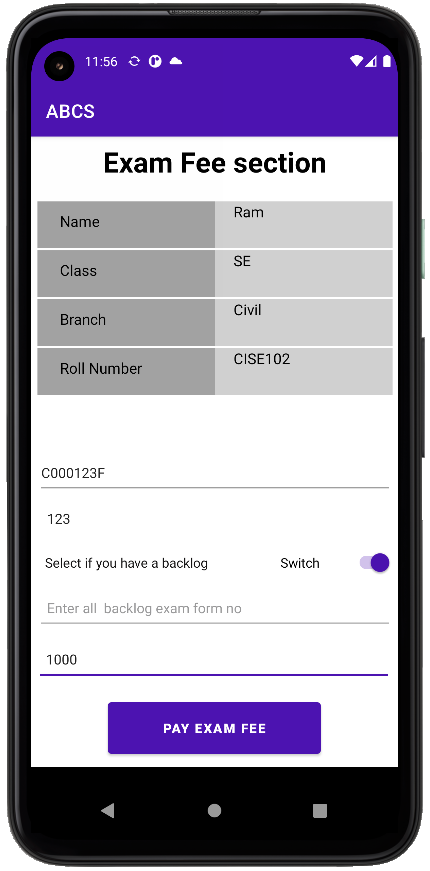 11:56
ABCS
Exam Fee section
Name Ram
Class SE
Branch Civil
Roll Number CISE102
C000123F
123
Select if you have a backlog Switch
Enter all  backlog exam form no
1000
PAY EXAM FEE